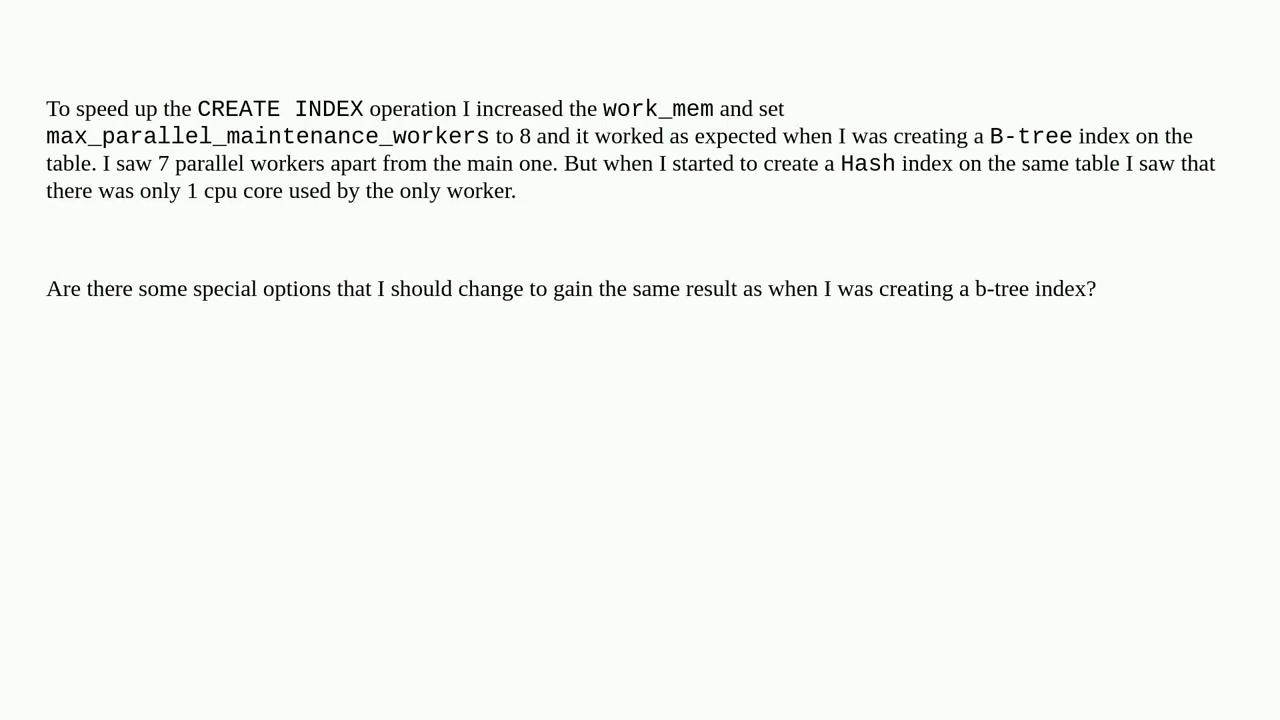 To speed up the CREATE INDEX operation I increased the work_mem and set
max_parallel_maintenance_workers to 8 and it worked as expected when I was creating a B-tree index on the
table. I saw 7 parallel workers apart from the main one. But when I started to create a Hash index on the same table I saw that
there was only 1 cpu core used by the only worker.
Are there some special options that I should change to gain the same result as when I was creating a b-tree index?